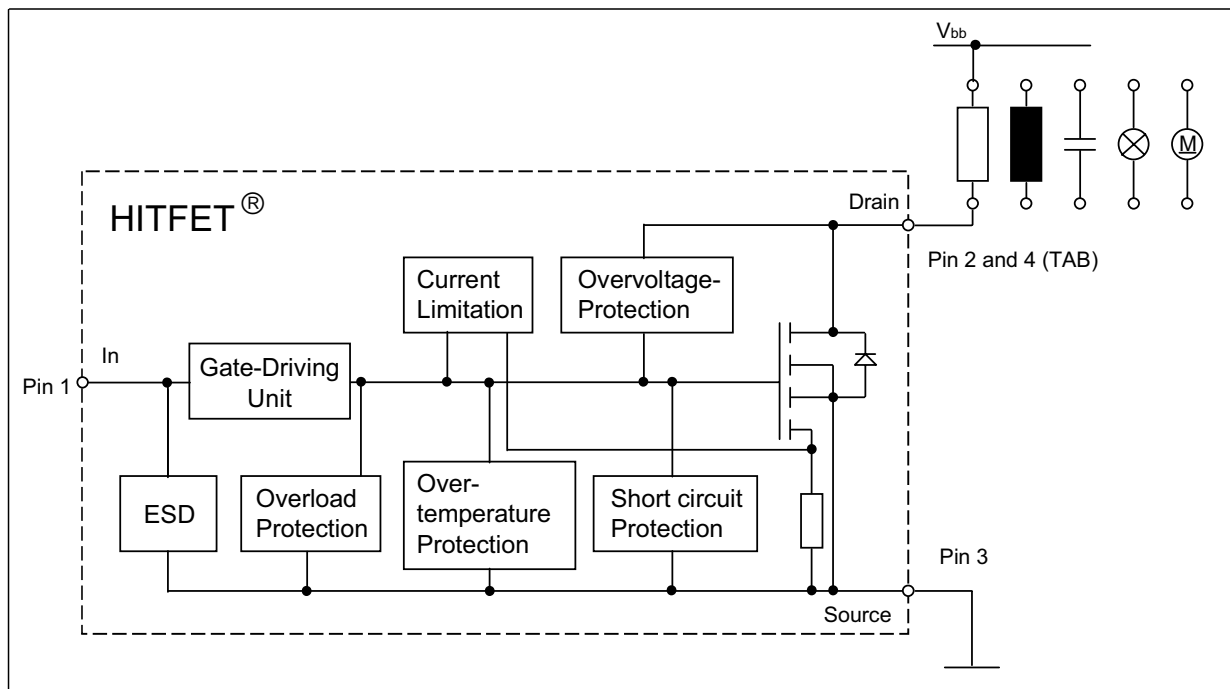 Vbb
HITFET ®
Drain
Pin 2 and 4 (TAB)
Current
Limitation
Overvoltage-
Protection
In
Pin 1
Gate-Driving
Unit
ESD
Overload
Protection
Over-
temperature
Protection
Short circuit
Protection
Pin 3
Source
M